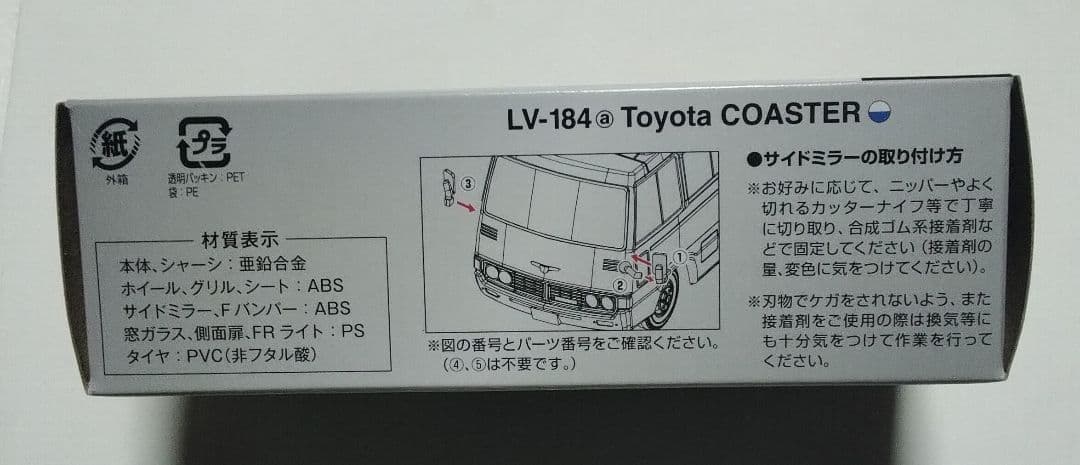 LV-184ⓐ Toyota COASTER
紙
外箱
プラ
透明パッキン：PET
袋：PE
材質表示
本体、シャーシ：亜鉛合金
ホイール、グリル、シート：ABS
サイドミラー、Fバンパー：ABS
窓ガラス、側面扉、FRライト：PS
タイヤ：PVC（非フタル酸）
③
①
②
※図の番号とパーツ番号をご確認ください。
（④、⑤は不要です。）
●サイドミラーの取り付け方
※お好みに応じて、ニッパーやよく
切れるカッターナイフ等で丁寧
に切り取り、合成ゴム系接着剤な
どで固定してください（接着剤の
量、変色に気をつけてください）。
※刃物でケガをされないよう、また
接着剤をご使用の際は換気等に
も十分気をつけて作業を行って
ください。